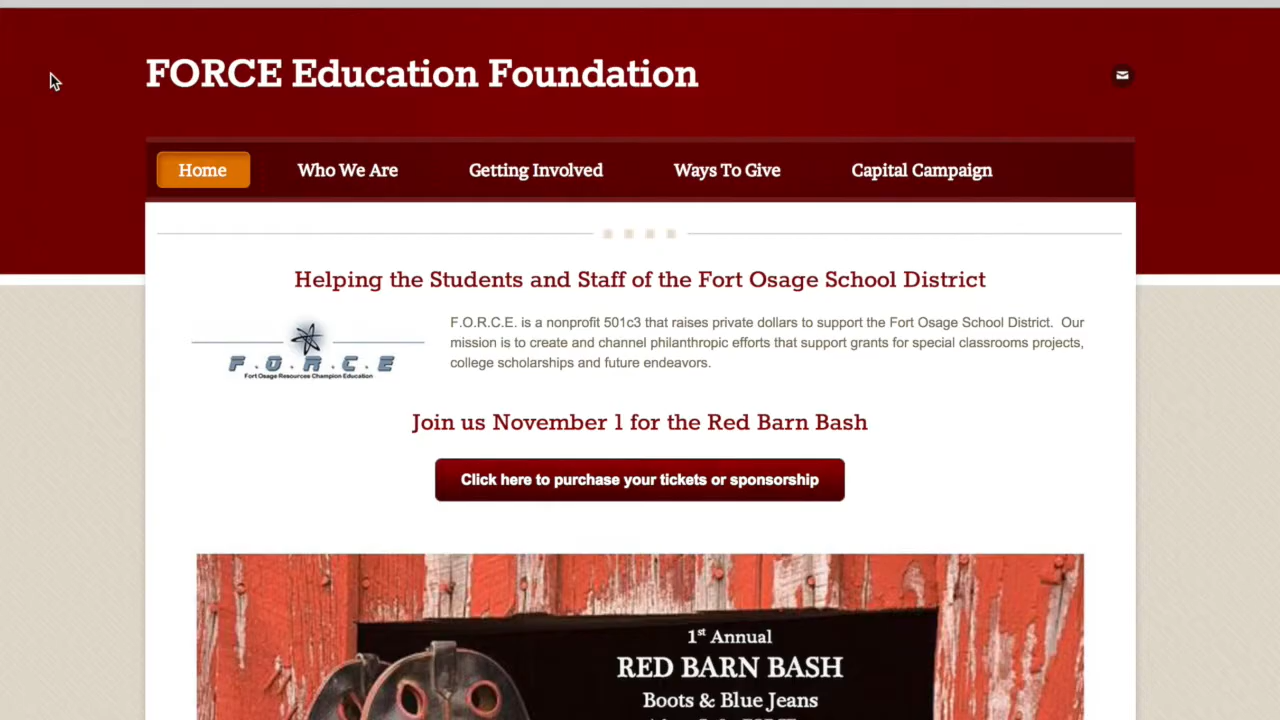 FORCE Education Foundation
Home Who We Are Getting Involved Ways To Give Capital Campaign
Helping the Students and Staff of the Fort Osage School District
F.O.R.C.E. is a nonprofit 501c3 that raises private dollars to support the Fort Osage School District. Our
mission is to create and channel philanthropic efforts that support grants for special classrooms projects,
college scholarships and future endeavors.
F.O.R.C.E
Fort Osage Resources Champion Education
Join us November 1 for the Red Barn Bash
Click here to purchase your tickets or sponsorship
1st Annual
RED BARN BASH
Boots & Blue Jeans